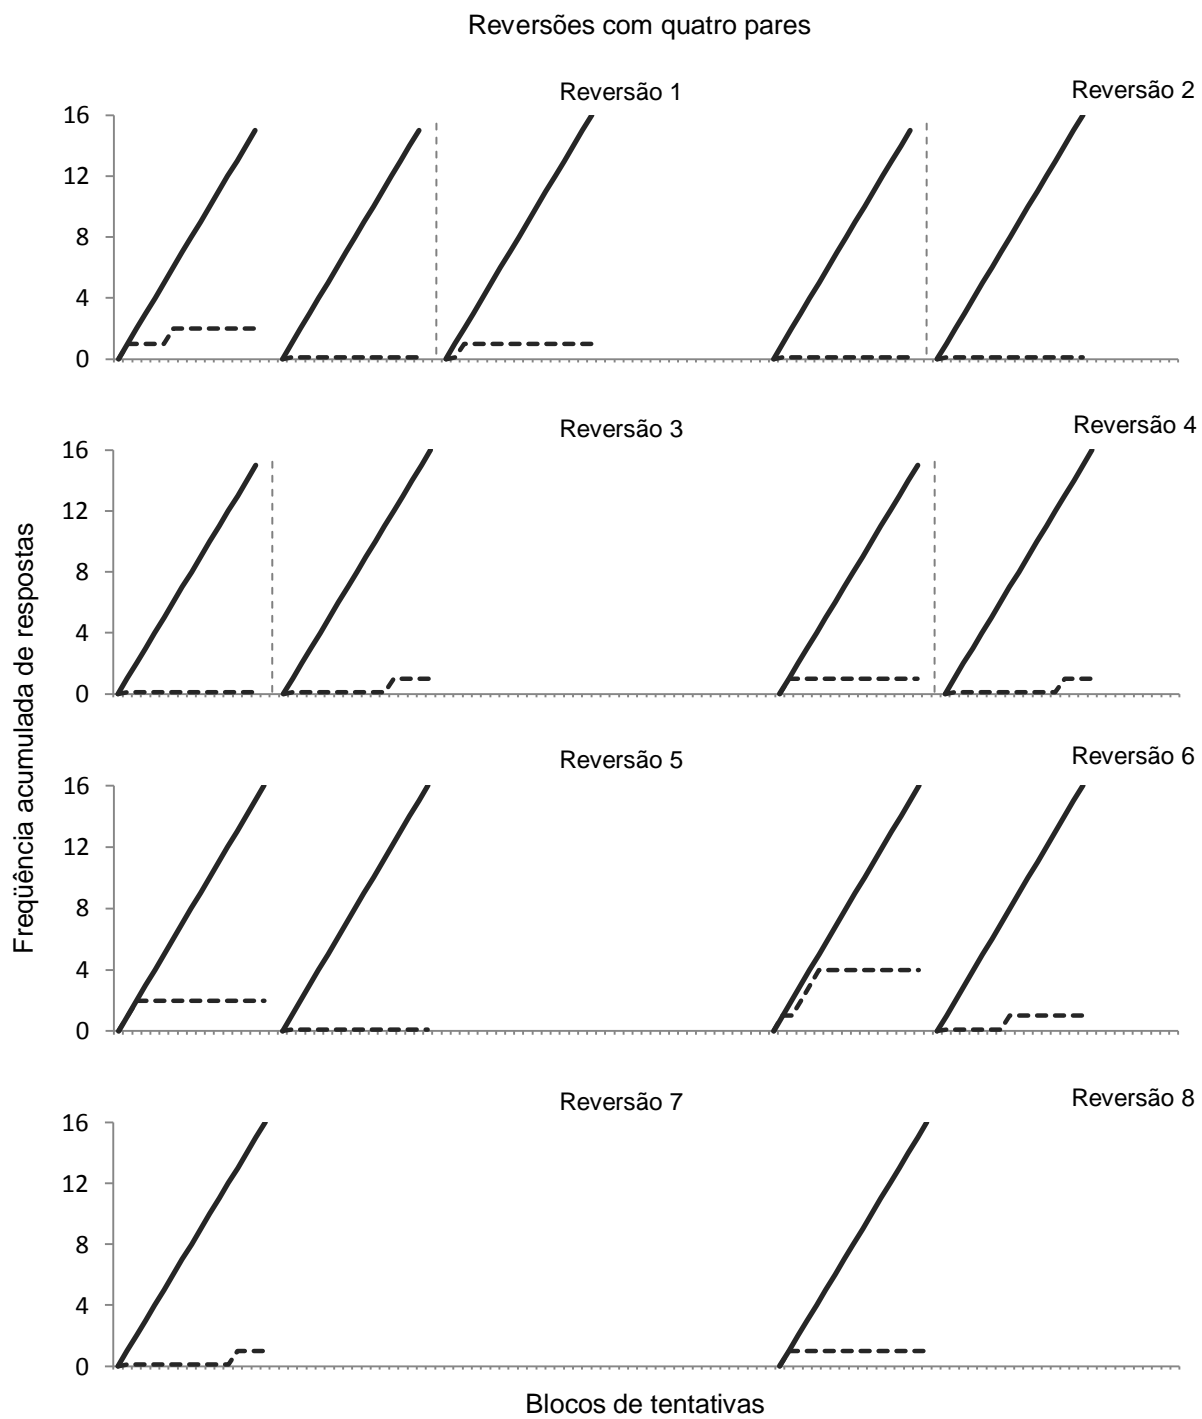 Reversões com quatro pares
Reversão 1
Reversão 2
16
12
8
4
0
Reversão 3
Reversão 4
16
12
8
4
0
Freqüência acumulada de respostas
Reversão 5
Reversão 6
16
12
8
4
0
Reversão 7
Reversão 8
16
12
8
4
0
Blocos de tentativas